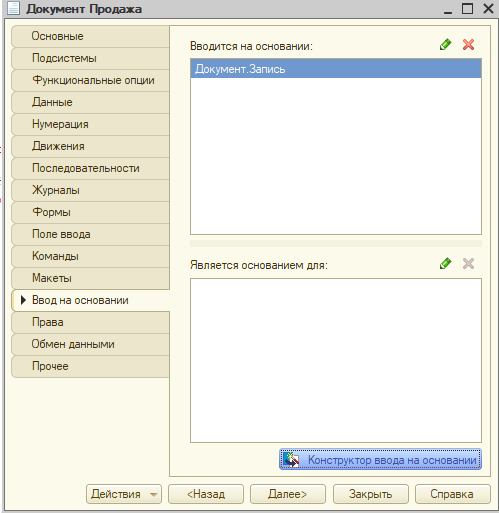 Документ Продажа
Основные
Подсистемы
Функциональные опции
Данные
Нумерация
Движения
Последовательности
Журналы
Формы
Поле ввода
Команды
Макеты
Ввод на основании
Права
Обмен данными
Прочее
Вводится на основании:
Документ.Запись
Является основанием для:
Конструктор ввода на основании
Действия
<Назад
Далее>
Закрыть
Справка